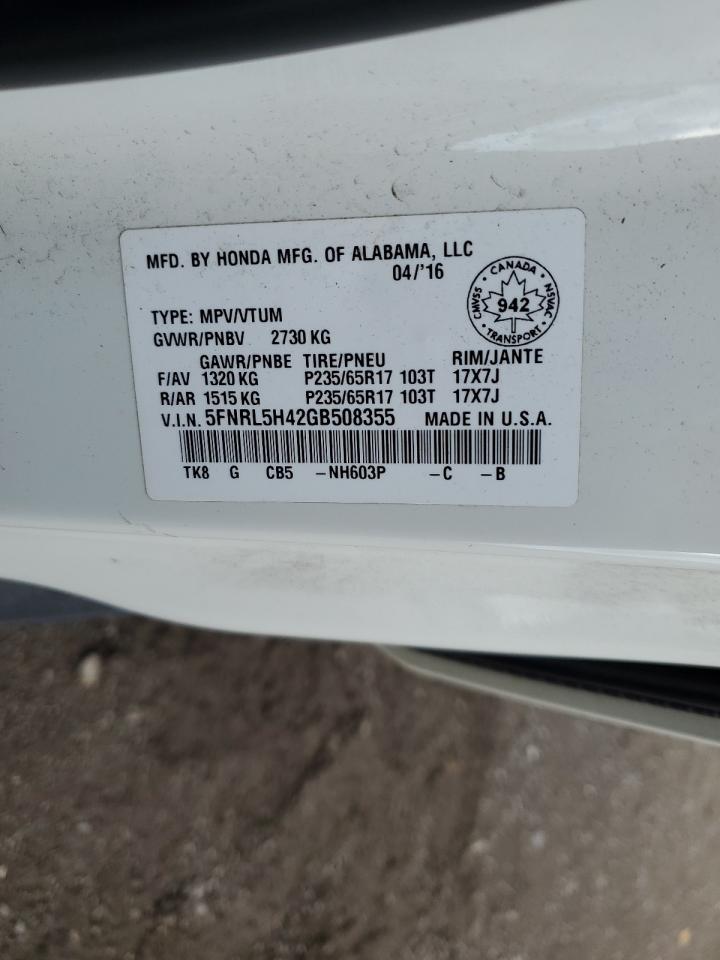 MFD. BY HONDA MFG. OF ALABAMA, LLC
04/'16
CANADA
CMVSS 942 NSVAC
TRANSPORT
TYPE: MPV/VTUM
GVWR/PNBV 2730 KG
GAWR/PNBE TIRE/PNEU RIM/JANTE
F/AV 1320 KG P235/65R17 103T 17X7J
R/AR 1515 KG P235/65R17 103T 17X7J
V.I.N. 5FNRL5H42GB508355 MADE IN U.S.A.
TK8 G CB5 –NH603P –C –B